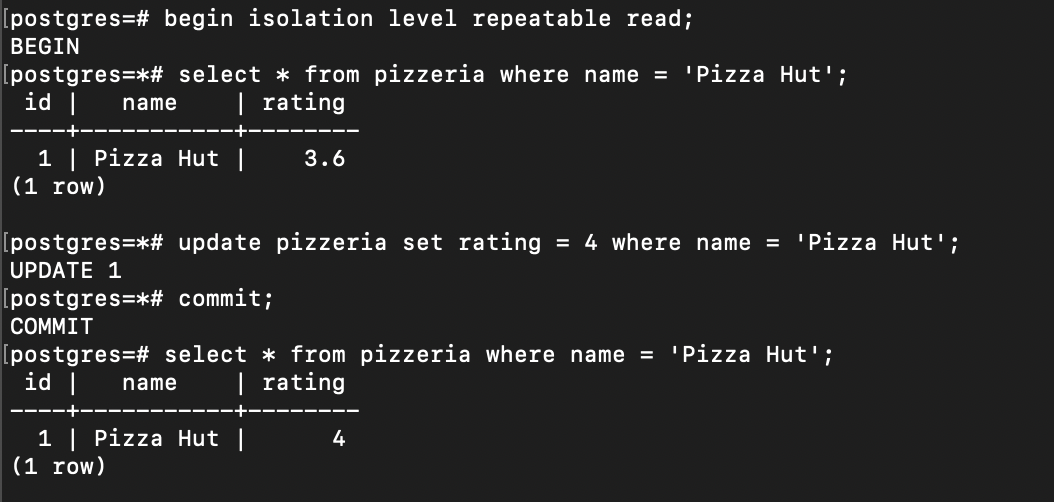 [postgres=# begin isolation level repeatable read;
BEGIN
[postgres=*# select * from pizzeria where name = 'Pizza Hut';
 id |   name    | rating
----+-----------+--------
  1 | Pizza Hut |    3.6
(1 row)

[postgres=*# update pizzeria set rating = 4 where name = 'Pizza Hut';
UPDATE 1
[postgres=*# commit;
COMMIT
[postgres=# select * from pizzeria where name = 'Pizza Hut';
 id |   name    | rating
----+-----------+--------
  1 | Pizza Hut |      4
(1 row)